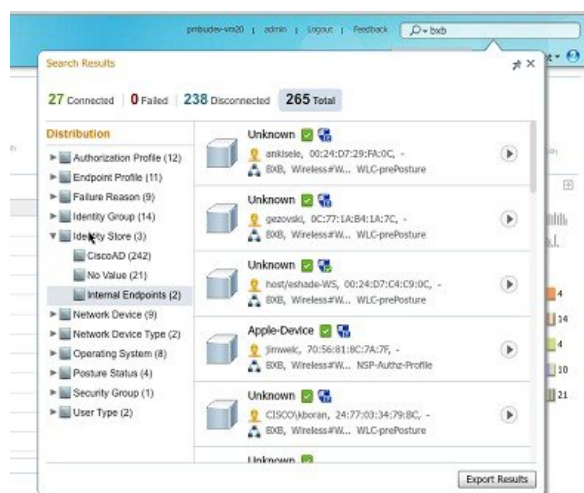 pmbudev-vm20 | admin | Logout | Feedback
bxb
Search Results
27 Connected | 0 Failed | 238 Disconnected 265 Total
Distribution
Authorization Profile (12)
Endpoint Profile (11)
Failure Reason (9)
Identity Group (14)
Identity Store (3)
CiscoAD (242)
No Value (21)
Internal Endpoints (2)
Network Device (9)
Network Device Type (2)
Operating System (8)
Posture Status (4)
Security Group (1)
User Type (2)
Unknown
ankisele, 00:24:D7:29:FA:0C, -
BXB, Wireless#W... WLC-prePosture
Unknown
gezovski, 0C:77:1A:B4:1A:7C, -
BXB, Wireless#W... WLC-prePosture
Unknown
host/eshade-WS, 00:24:D7:C4:C9:0C, -
BXB, Wireless#W... WLC-prePosture
Apple-Device
jimwelc, 70:56:81:8C:7A:7F, -
BXB, Wireless#W... NSP-Authz-Profile
Unknown
CISCO\kboran, 24:77:03:34:79:8C, -
BXB, Wireless#W... WLC-prePosture
Unknown
4
14
4
10
21
Export Results